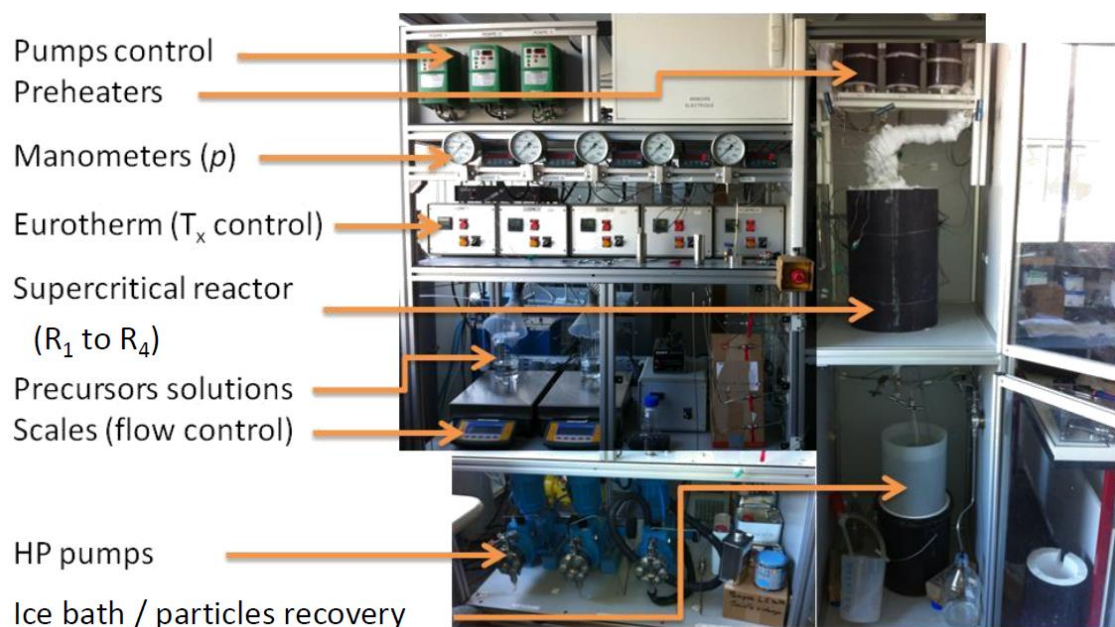 Pumps control
Preheaters
Manometers (p)
Eurotherm (Tₓ control)
Supercritical reactor
(R₁ to R₄)
Precursors solutions
Scales (flow control)
HP pumps
Ice bath / particles recovery